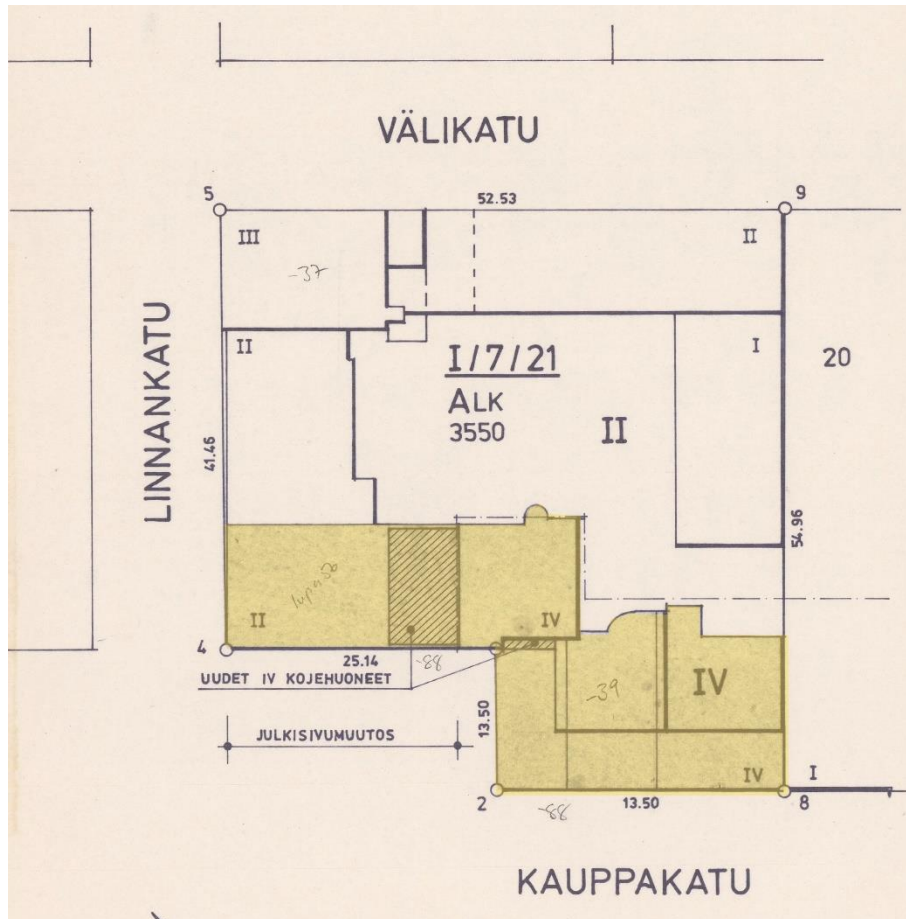 VÄLIKATU
5
52.53
9
III
-37
II
LINNANKATU
II
I/7/21
ALK
3550
II
I
20
41.46
54.96
II
IV
4
25.14
-88
UUDET IV KOJEHUONEET
-39
IV
13.50
JULKISIVUMUUTOS
IV
I
2
-88
13.50
8
KAUPPAKATU